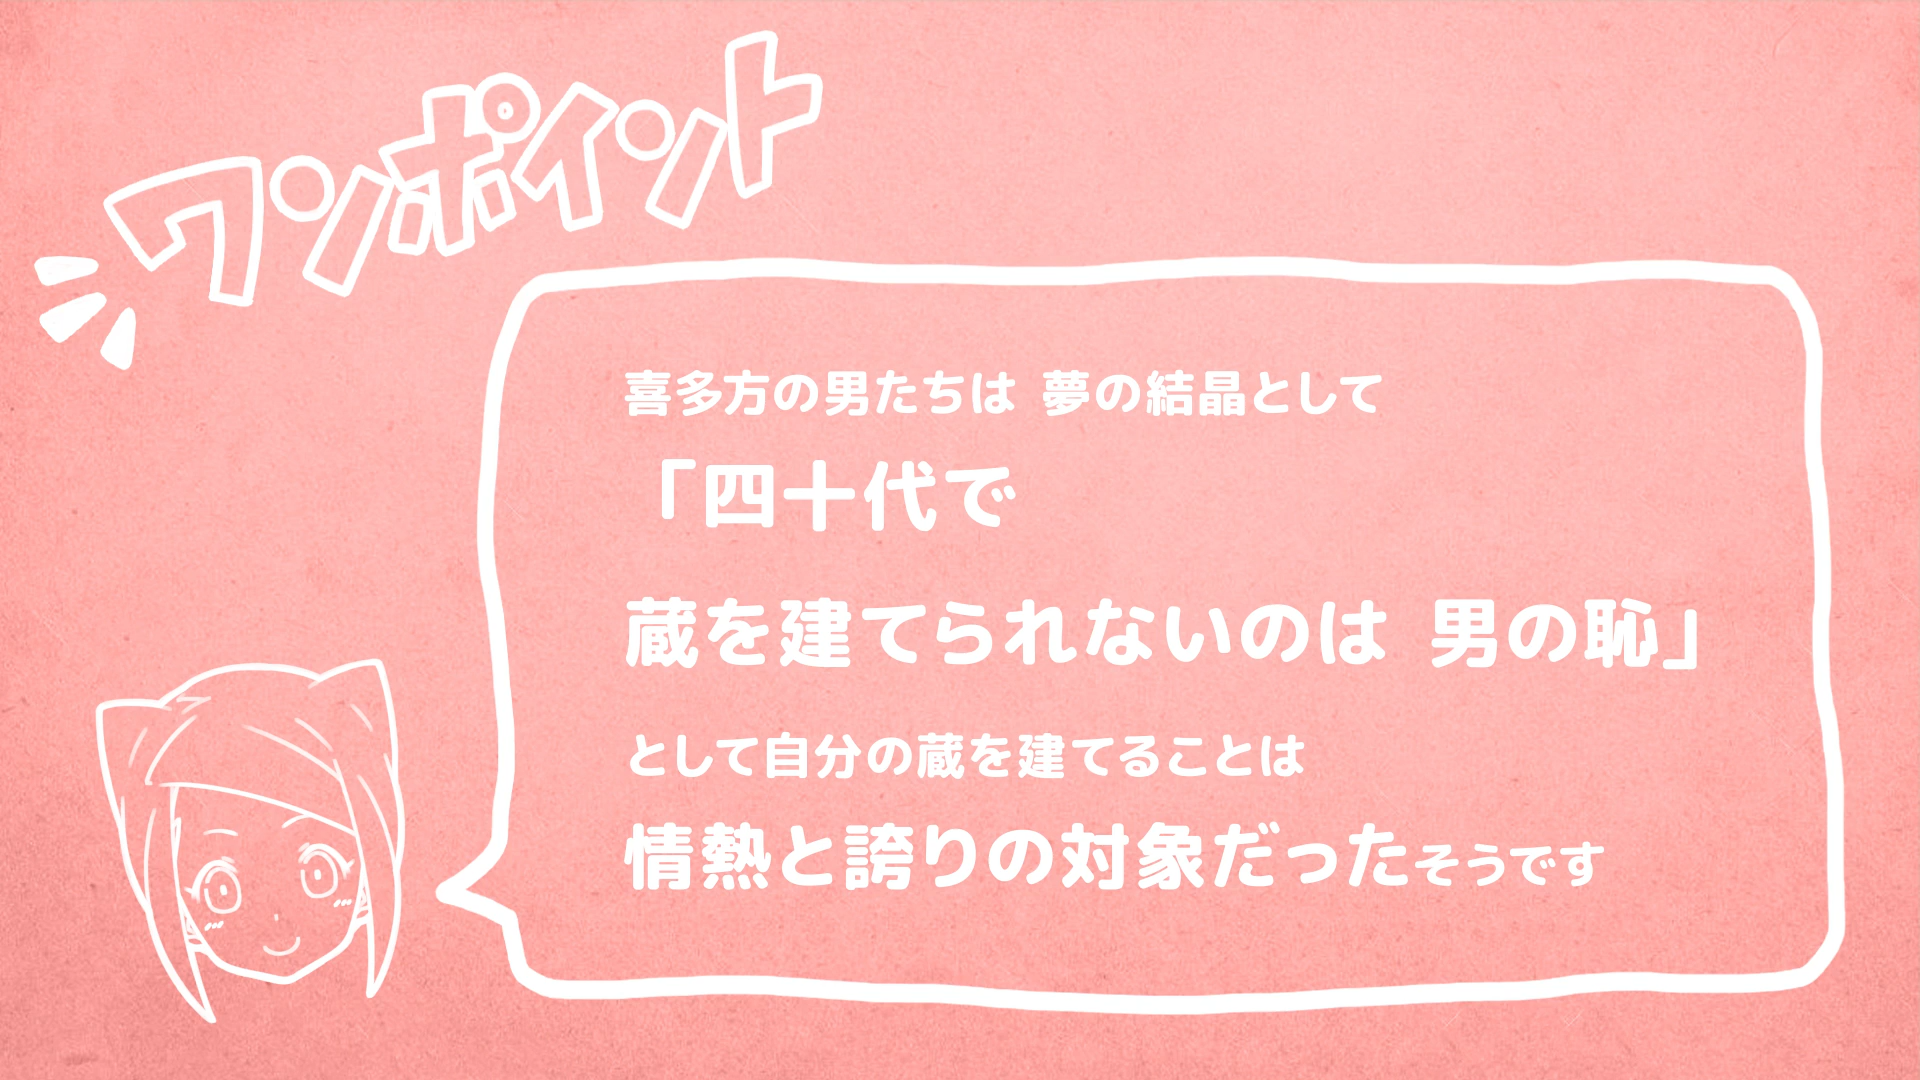 ワンポイント
喜多方の男たちは 夢の結晶として
「四十代で
蔵を建てられないのは 男の恥」
として自分の蔵を建てることは
情熱と誇りの対象だったそうです